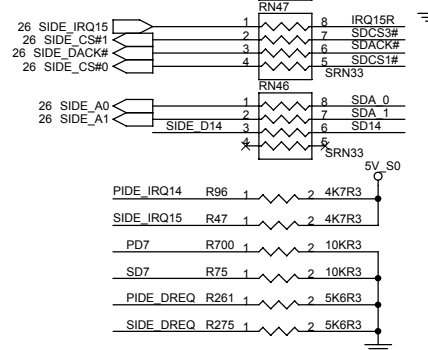 RN47
26 SIDE_IRQ15 1 8 IRQ15R
26 SIDE_CS#1 2 7 SDCS3#
26 SIDE_DACK# 3 6 SDACK#
26 SIDE_CS#0 4 5 SDCS1#
SRN33
RN46
26 SIDE_A0 1 8 SDA_0
26 SIDE_A1 2 7 SDA_1
SIDE_D14 3 6 SD14
4 5
SRN33
5V_S0
PIDE_IRQ14 R96 1 2 4K7R3
SIDE_IRQ15 R47 1 2 4K7R3
PD7 R700 1 2 10KR3
SD7 R75 1 2 10KR3
PIDE_DREQ R261 1 2 5K6R3
SIDE_DREQ R275 1 2 5K6R3